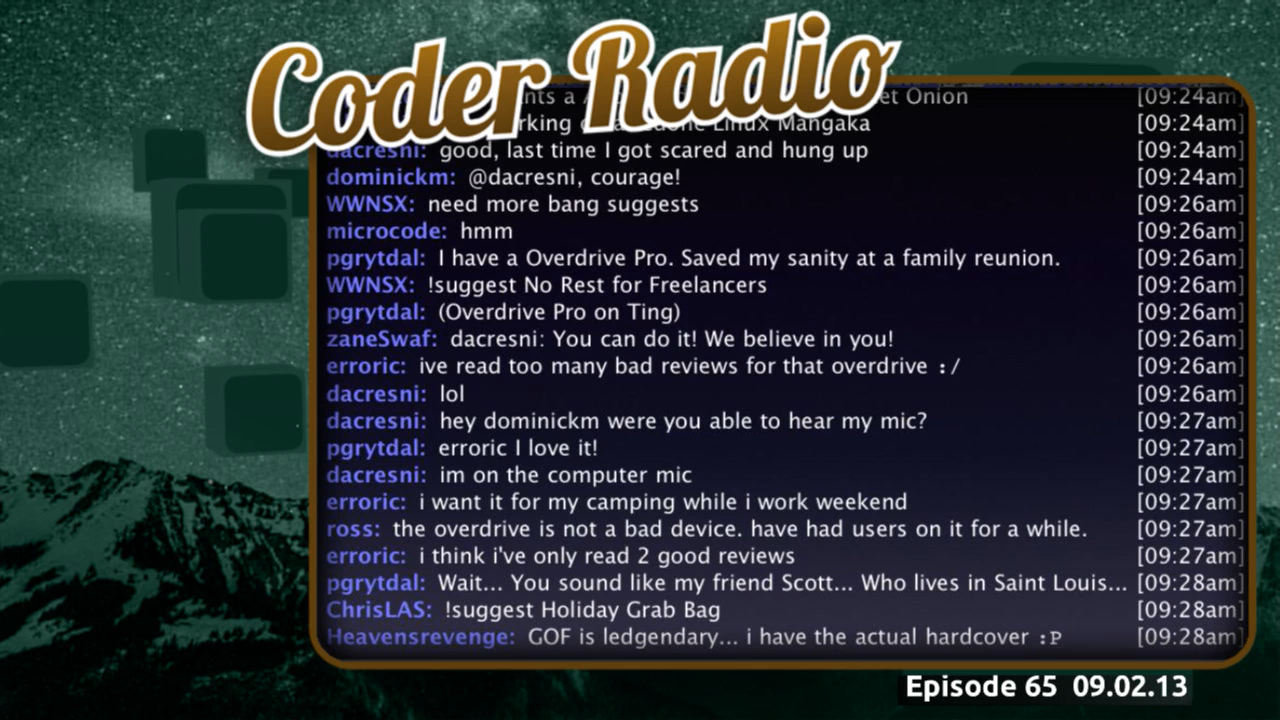 Coder Radio
nts a et Onion [09:24am]
rking Linux Mangaka [09:24am]
dacresni: good, last time I got scared and hung up [09:24am]
dominickm: @dacresni, courage! [09:24am]
WWNSX: need more bang suggests [09:26am]
microcode: hmm [09:26am]
pgrytdal: I have a Overdrive Pro. Saved my sanity at a family reunion. [09:26am]
WWNSX: !suggest No Rest for Freelancers [09:26am]
pgrytdal: (Overdrive Pro on Ting) [09:26am]
zaneSwaf: dacresni: You can do it! We believe in you! [09:26am]
erroric: ive read too many bad reviews for that overdrive :/ [09:26am]
dacresni: lol [09:26am]
dacresni: hey dominickm were you able to hear my mic? [09:27am]
pgrytdal: erroric I love it! [09:27am]
dacresni: im on the computer mic [09:27am]
erroric: i want it for my camping while i work weekend [09:27am]
ross: the overdrive is not a bad device. have had users on it for a while. [09:27am]
erroric: i think i've only read 2 good reviews [09:27am]
pgrytdal: Wait... You sound like my friend Scott... Who lives in Saint Louis... [09:28am]
ChrisLAS: !suggest Holiday Grab Bag [09:28am]
Heavensrevenge: GOF is ledgendary... i have the actual hardcover :P [09:28am]
Episode 65 09.02.13